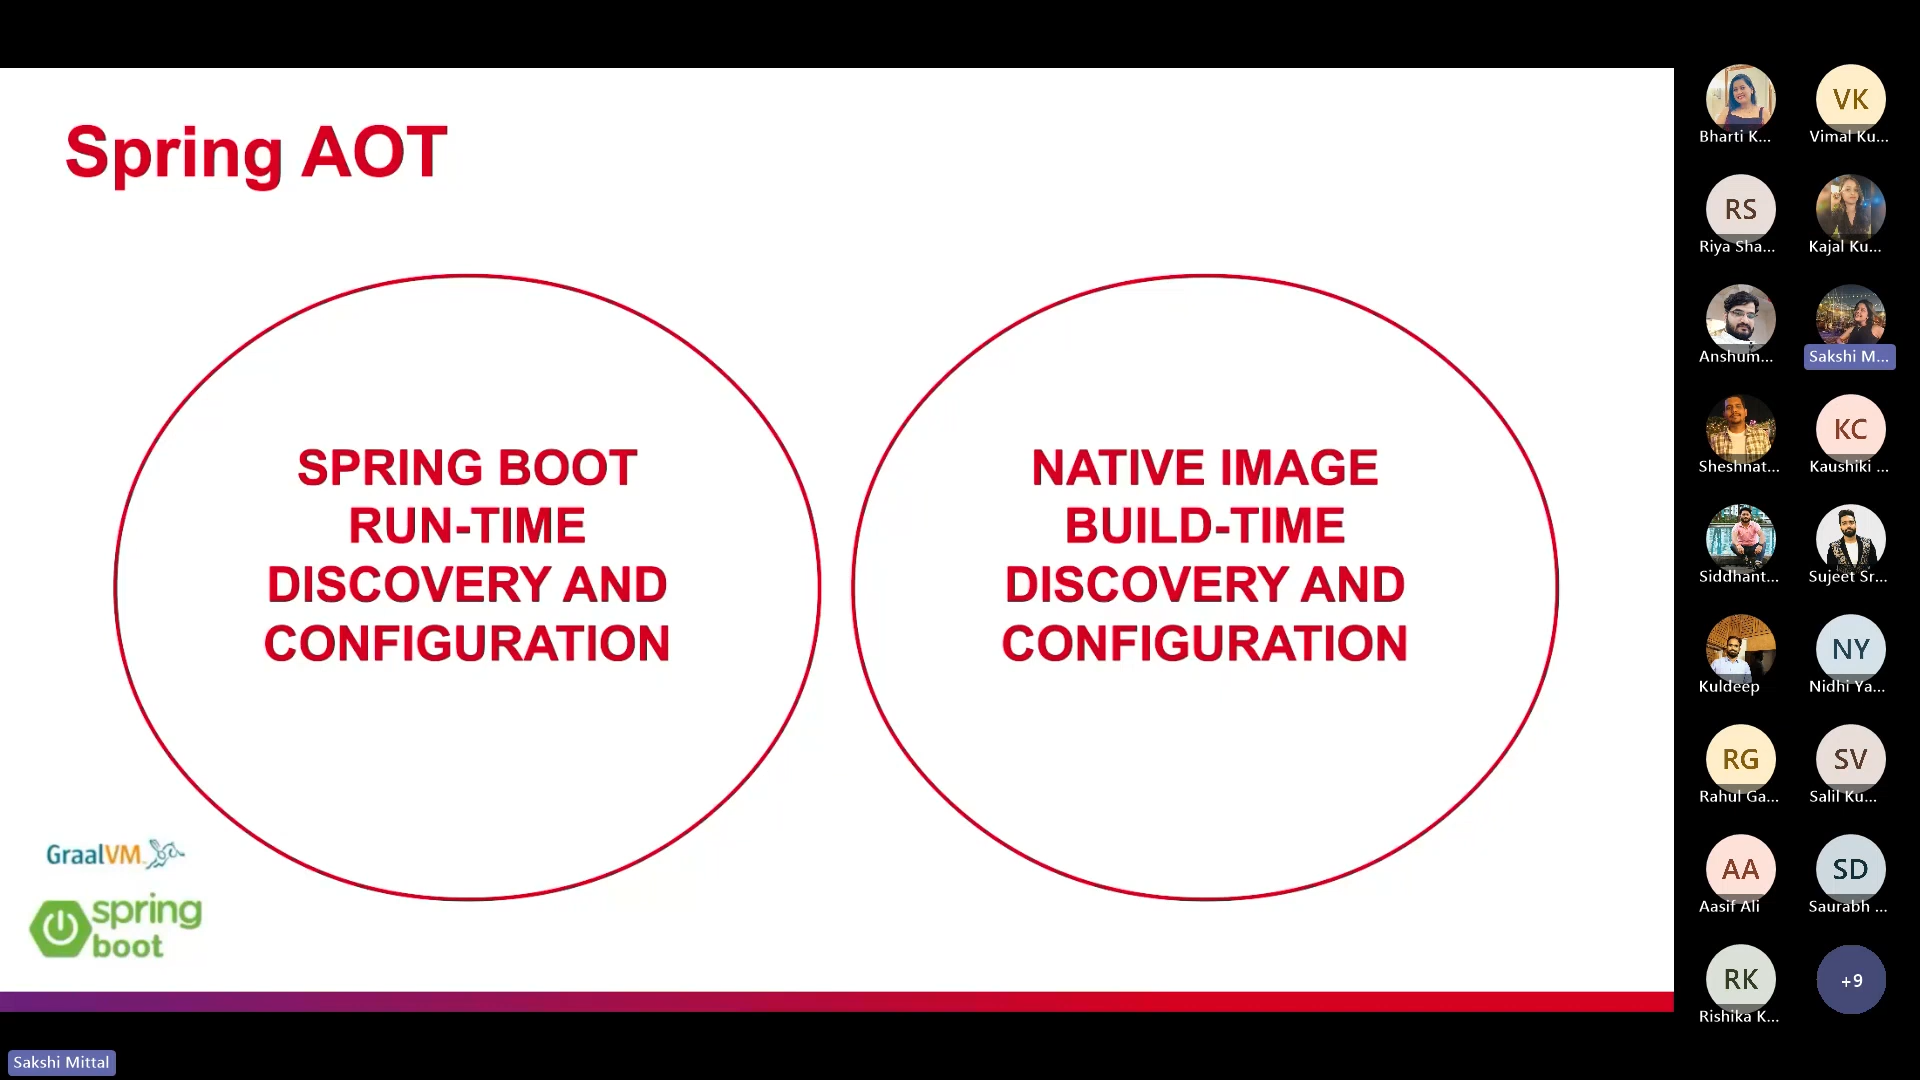 Spring AOT
SPRING BOOT
RUN-TIME
DISCOVERY AND
CONFIGURATION
NATIVE IMAGE
BUILD-TIME
DISCOVERY AND
CONFIGURATION
GraalVM
spring
boot
Sakshi Mittal
Bharti K...
VK
Vimal Ku...
RS
Riya Sha...
Kajal Ku...
Anshum...
Sakshi M...
Sheshnat...
KC
Kaushiki ...
Siddhant...
Sujeet Sr...
Kuldeep
NY
Nidhi Ya...
RG
Rahul Ga...
SV
Salil Ku...
AA
Aasif Ali
SD
Saurabh ...
RK
Rishika K...
+9